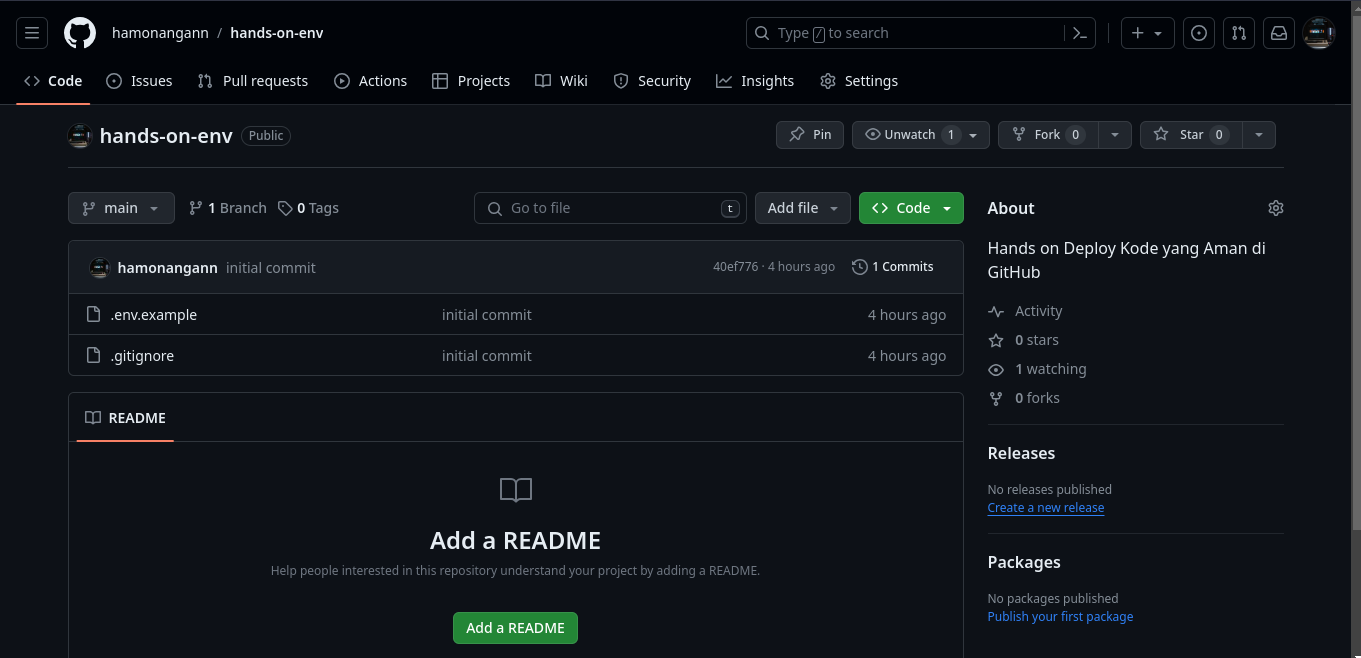 hamonangann / hands-on-env
Type / to search
Code Issues Pull requests Actions Projects Wiki Security Insights Settings
hands-on-env Public
Pin Unwatch 1 Fork 0 Star 0
main 1 Branch 0 Tags Go to file t Add file Code
hamonangann initial commit 40ef776 · 4 hours ago 1 Commits
.env.example initial commit 4 hours ago
.gitignore initial commit 4 hours ago
README
Add a README
Help people interested in this repository understand your project by adding a README.
Add a README
About
Hands on Deploy Kode yang Aman di
GitHub
Activity
0 stars
1 watching
0 forks
Releases
No releases published
Create a new release
Packages
No packages published
Publish your first package